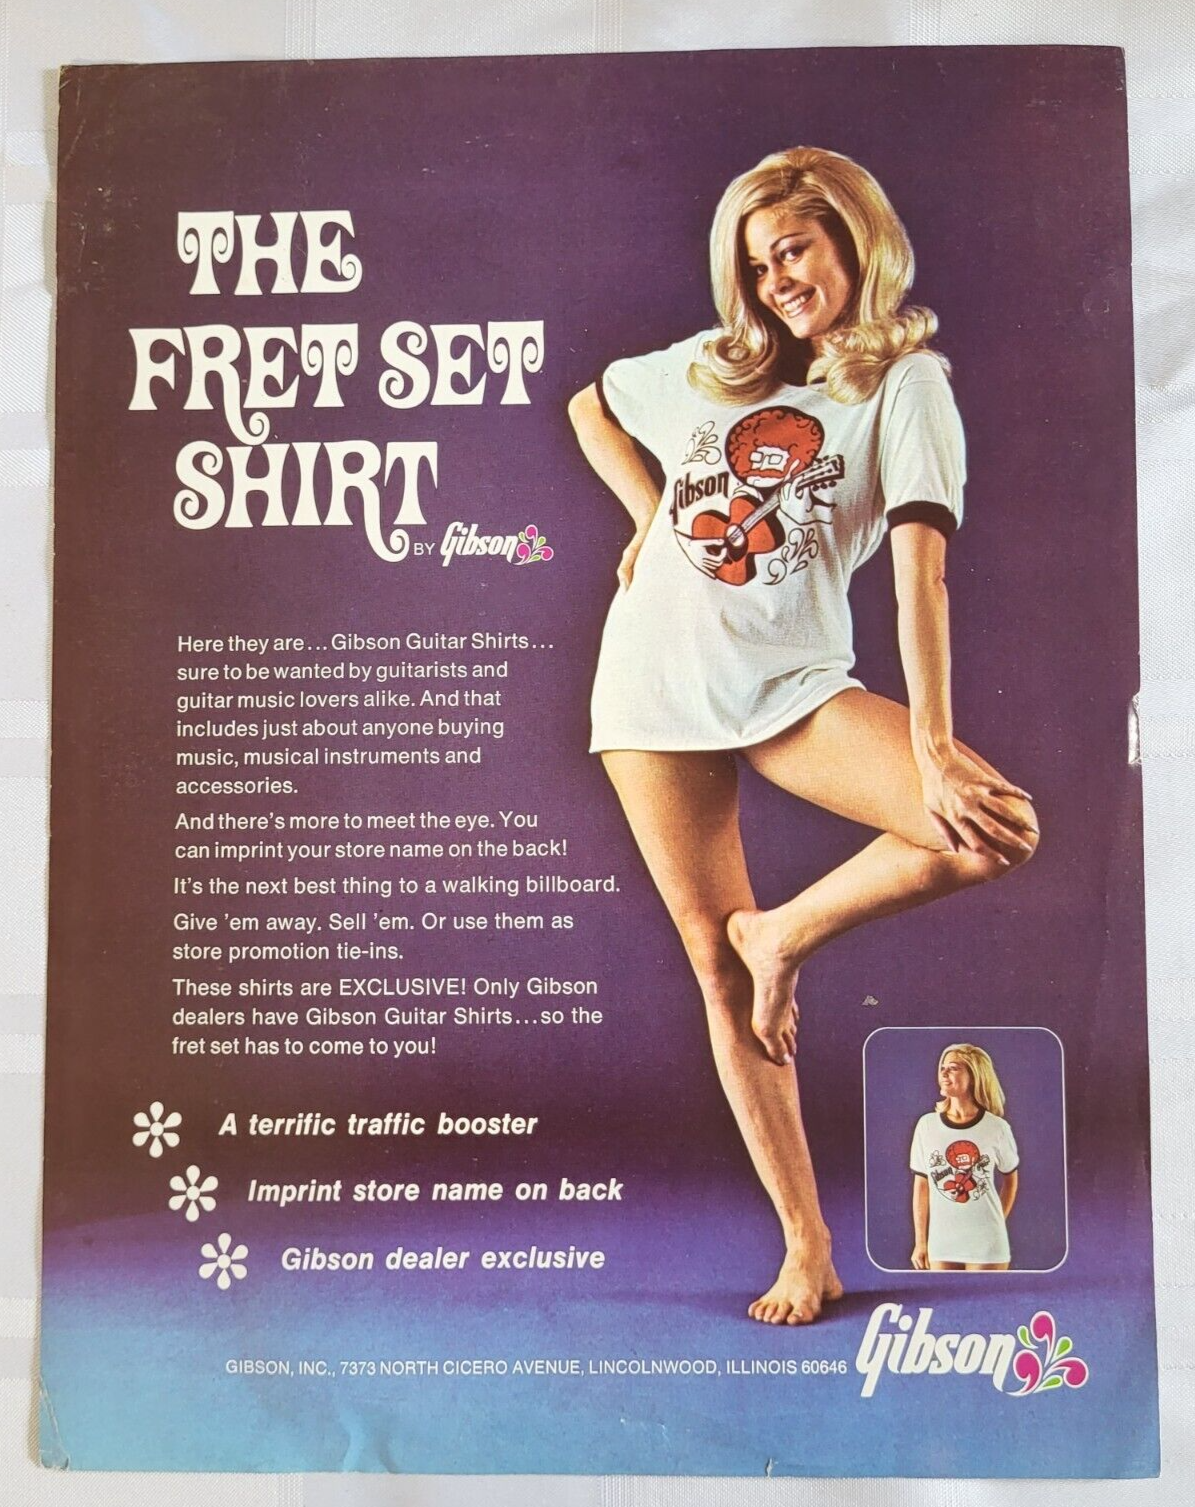 THE
FRET SET
SHIRT
BY Gibson
Gibson
Here they are... Gibson Guitar Shirts...
sure to be wanted by guitarists and
guitar music lovers alike. And that
includes just about anyone buying
music, musical instruments and
accessories.
And there's more to meet the eye. You
can imprint your store name on the back!
It's the next best thing to a walking billboard.
Give 'em away. Sell 'em. Or use them as
store promotion tie-ins.
These shirts are EXCLUSIVE! Only Gibson
dealers have Gibson Guitar Shirts...so the
fret set has to come to you!
A terrific traffic booster
Imprint store name on back
Gibson dealer exclusive
Gibson
GIBSON, INC., 7373 NORTH CICERO AVENUE, LINCOLNWOOD, ILLINOIS 60646
Gibson